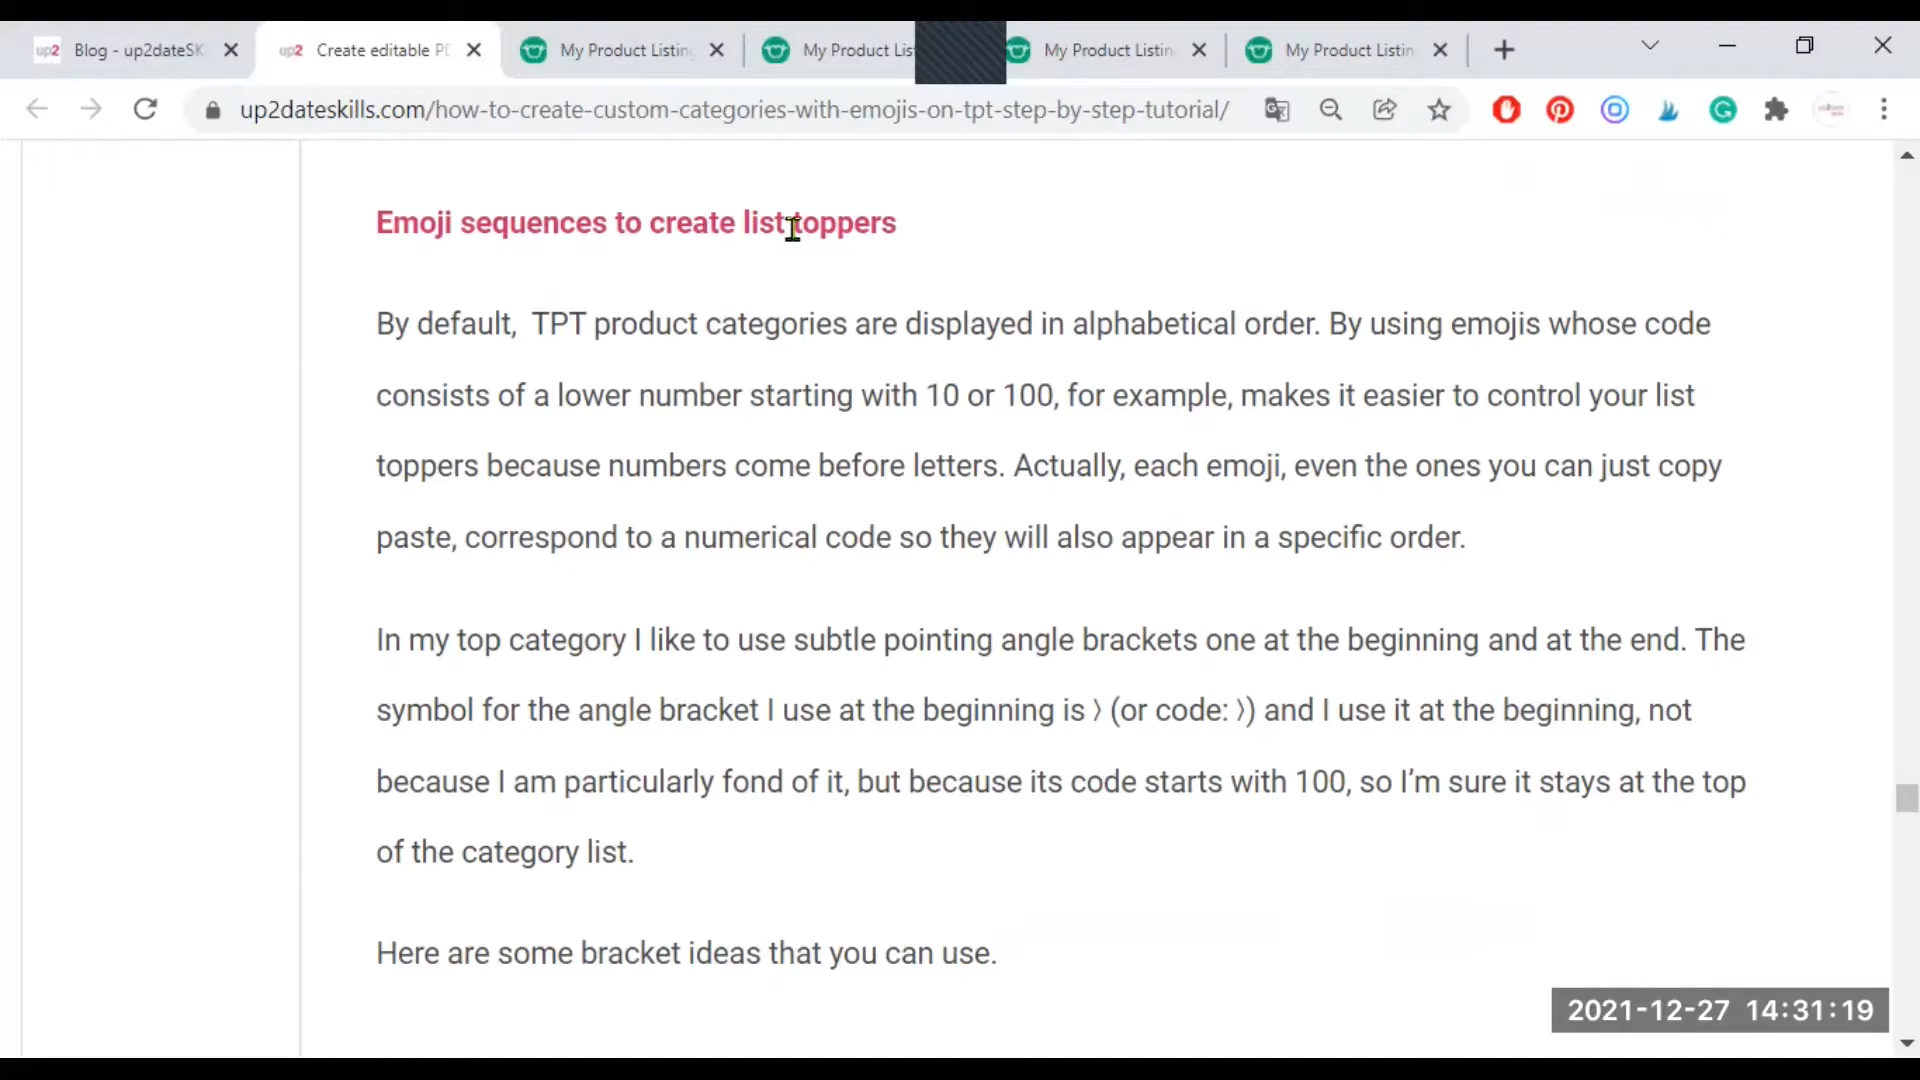 up2 Blog - up2dateSK
up2 Create editable PD
My Product Listin
My Product Lis
My Product Listin
My Product Listin
up2dateskills.com/how-to-create-custom-categories-with-emojis-on-tpt-step-by-step-tutorial/
Emoji sequences to create list toppers
By default,  TPT product categories are displayed in alphabetical order. By using emojis whose code
consists of a lower number starting with 10 or 100, for example, makes it easier to control your list
toppers because numbers come before letters. Actually, each emoji, even the ones you can just copy
paste, correspond to a numerical code so they will also appear in a specific order.
In my top category I like to use subtle pointing angle brackets one at the beginning and at the end. The
symbol for the angle bracket I use at the beginning is ⟩ (or code: ⟩) and I use it at the beginning, not
because I am particularly fond of it, but because its code starts with 100, so I’m sure it stays at the top
of the category list.
Here are some bracket ideas that you can use.
2021-12-27 14:31:19